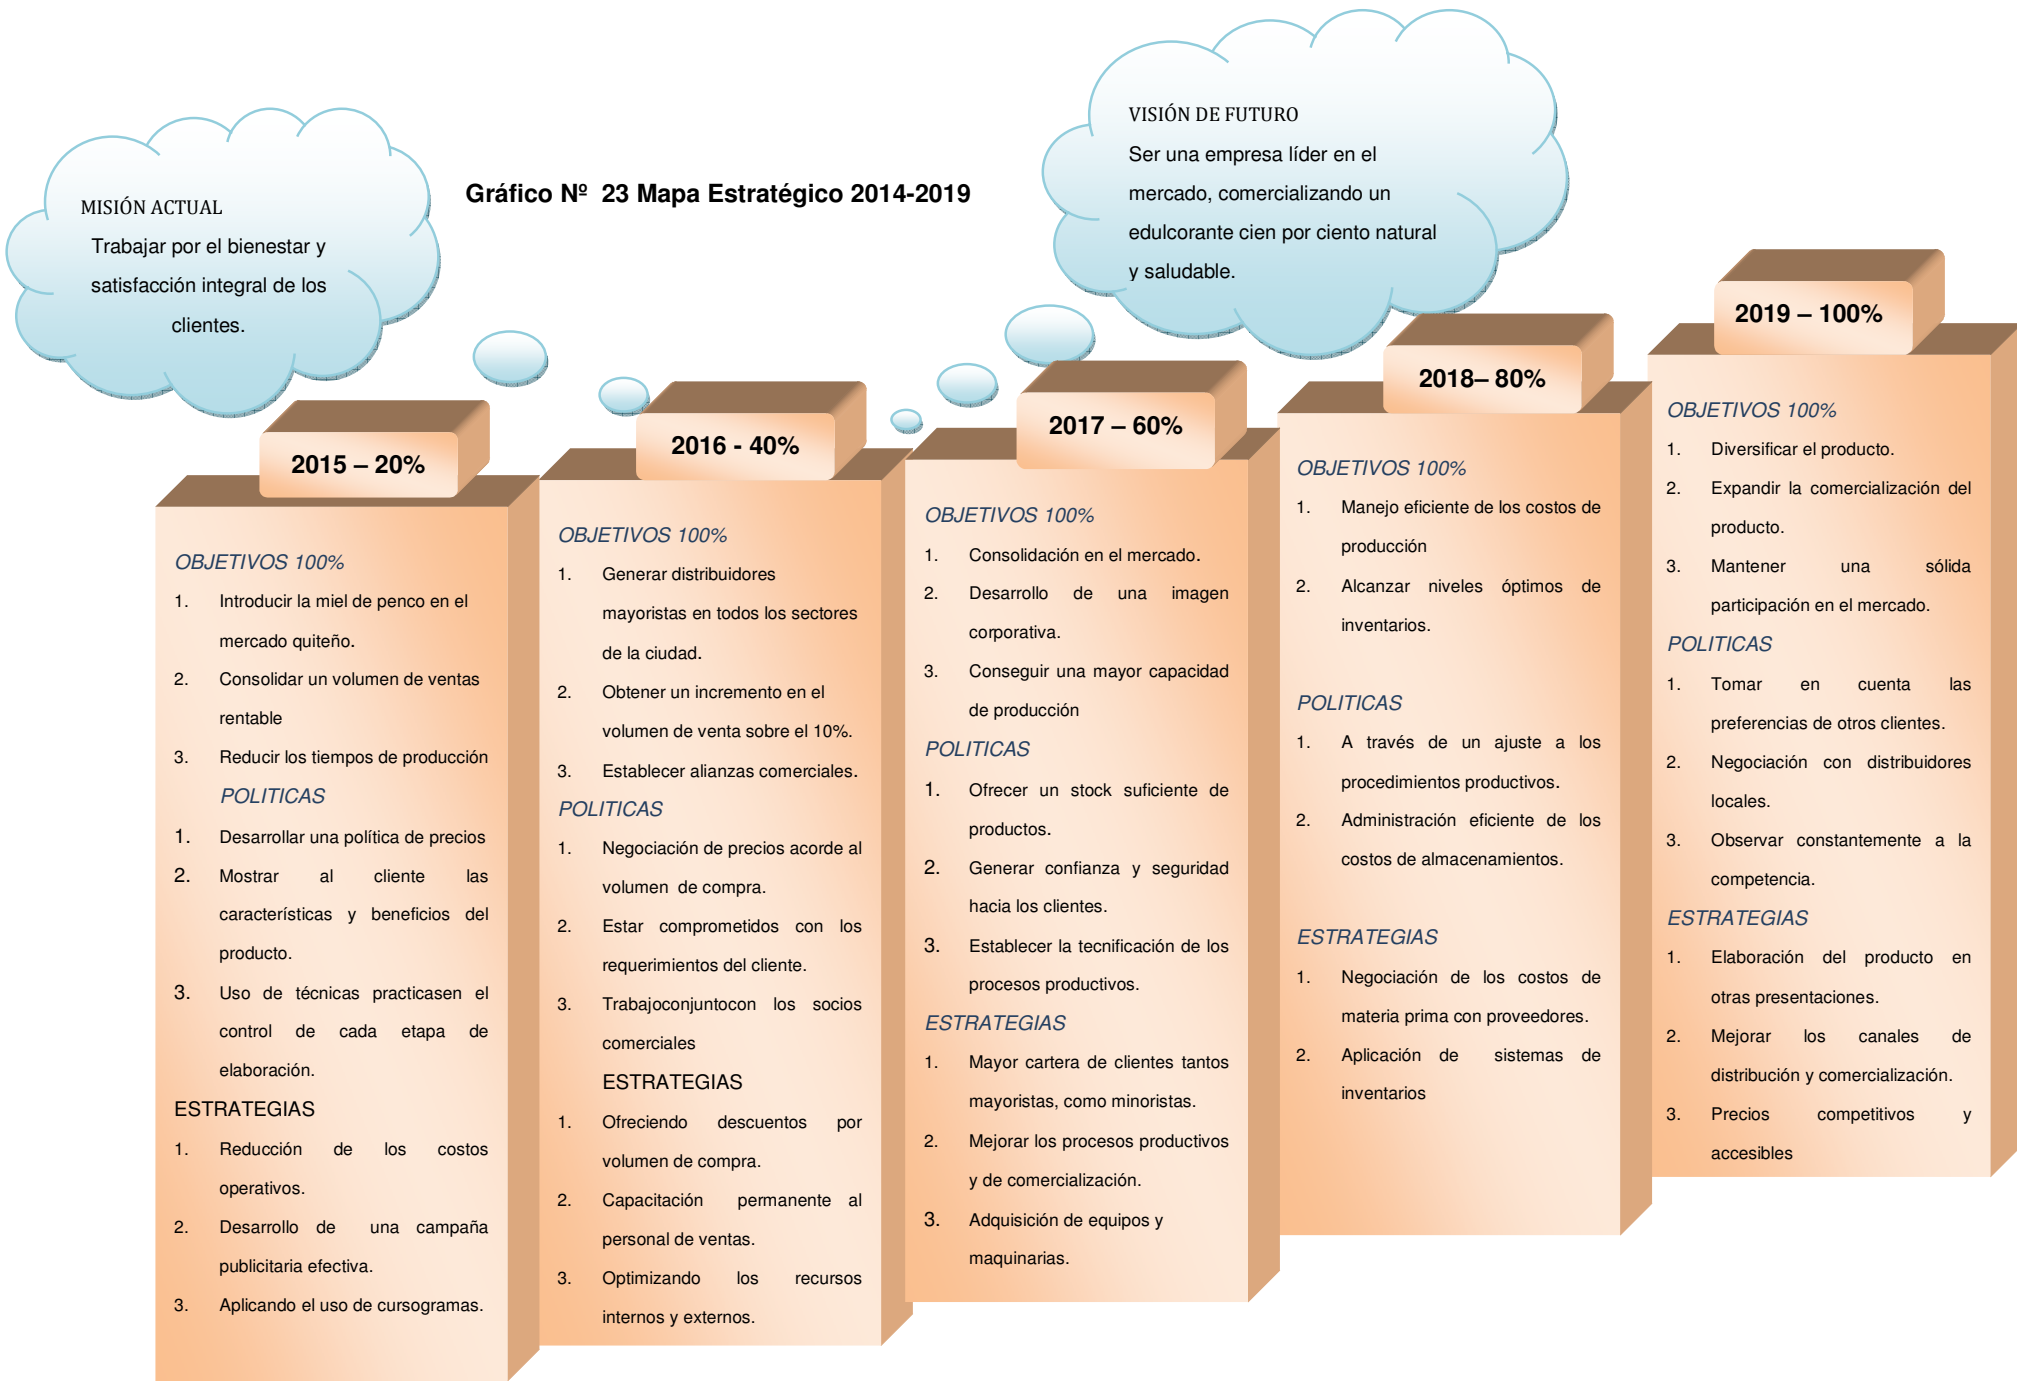 Gráfico Nº 23 Mapa Estratégico 2014-2019
MISIÓN ACTUAL
Trabajar por el bienestar y
satisfacción integral de los
clientes.
VISIÓN DE FUTURO
Ser una empresa líder en el
mercado, comercializando un
edulcorante cien por ciento natural
y saludable.
2015 – 20%
OBJETIVOS 100%
1. Introducir la miel de penco en el
mercado quiteño.
2. Consolidar un volumen de ventas
rentable
3. Reducir los tiempos de producción
POLITICAS
1. Desarrollar una política de precios
2. Mostrar al cliente las
características y beneficios del
producto.
3. Uso de técnicas practicasen el
control de cada etapa de
elaboración.
ESTRATEGIAS
1. Reducción de los costos
operativos.
2. Desarrollo de una campaña
publicitaria efectiva.
3. Aplicando el uso de cursogramas.
2016 - 40%
OBJETIVOS 100%
1. Generar distribuidores
mayoristas en todos los sectores
de la ciudad.
2. Obtener un incremento en el
volumen de venta sobre el 10%.
3. Establecer alianzas comerciales.
POLITICAS
1. Negociación de precios acorde al
volumen de compra.
2. Estar comprometidos con los
requerimientos del cliente.
3. Trabajoconjuntocon los socios
comerciales
ESTRATEGIAS
1. Ofreciendo descuentos por
volumen de compra.
2. Capacitación permanente al
personal de ventas.
3. Optimizando los recursos
internos y externos.
2017 – 60%
OBJETIVOS 100%
1. Consolidación en el mercado.
2. Desarrollo de una imagen
corporativa.
3. Conseguir una mayor capacidad
de producción
POLITICAS
1. Ofrecer un stock suficiente de
productos.
2. Generar confianza y seguridad
hacia los clientes.
3. Establecer la tecnificación de los
procesos productivos.
ESTRATEGIAS
1. Mayor cartera de clientes tantos
mayoristas, como minoristas.
2. Mejorar los procesos productivos
y de comercialización.
3. Adquisición de equipos y
maquinarias.
2018– 80%
OBJETIVOS 100%
1. Manejo eficiente de los costos de
producción
2. Alcanzar niveles óptimos de
inventarios.
POLITICAS
1. A través de un ajuste a los
procedimientos productivos.
2. Administración eficiente de los
costos de almacenamientos.
ESTRATEGIAS
1. Negociación de los costos de
materia prima con proveedores.
2. Aplicación de sistemas de
inventarios
2019 – 100%
OBJETIVOS 100%
1. Diversificar el producto.
2. Expandir la comercialización del
producto.
3. Mantener una sólida
participación en el mercado.
POLITICAS
1. Tomar en cuenta las
preferencias de otros clientes.
2. Negociación con distribuidores
locales.
3. Observar constantemente a la
competencia.
ESTRATEGIAS
1. Elaboración del producto en
otras presentaciones.
2. Mejorar los canales de
distribución y comercialización.
3. Precios competitivos y
accesibles